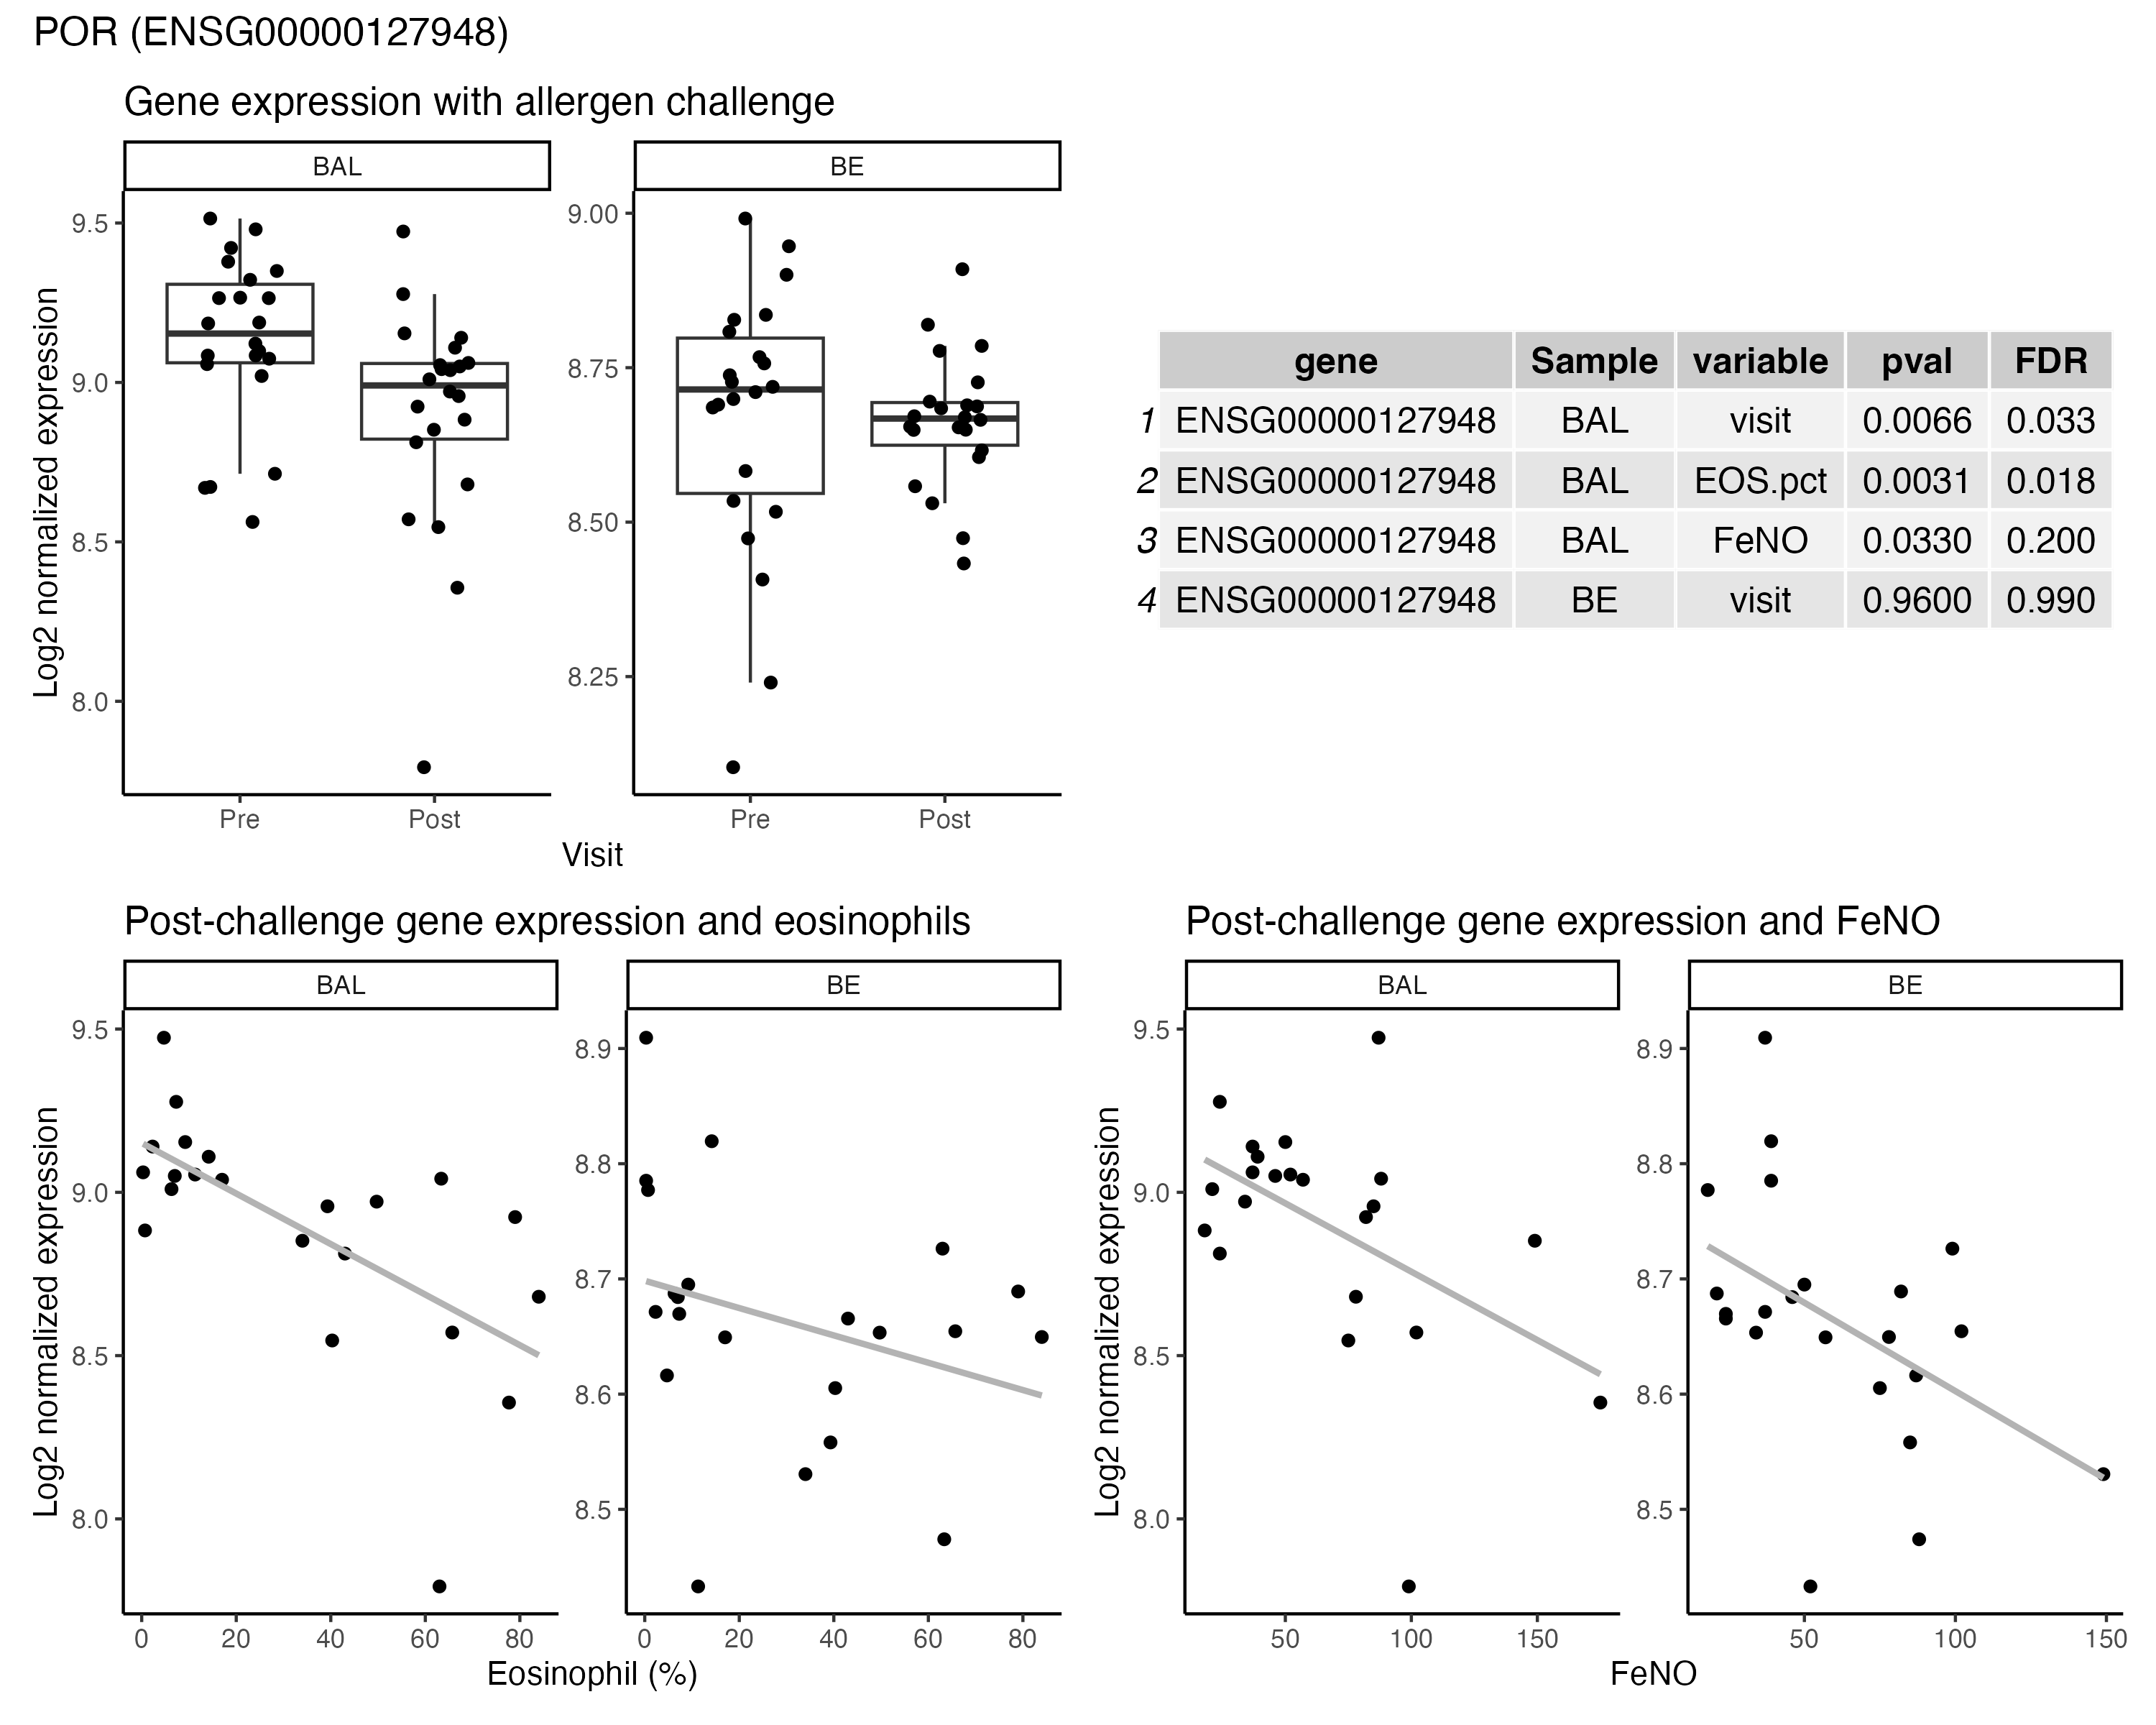 POR (ENSG00000127948)
Gene expression with allergen challenge
BAL BE
Log2 normalized expression
9.5
9.0
8.5
8.0
9.00
8.75
8.50
8.25
Pre Post Pre Post
Visit
gene Sample variable pval FDR
1 ENSG00000127948 BAL visit 0.0066 0.033
2 ENSG00000127948 BAL EOS.pct 0.0031 0.018
3 ENSG00000127948 BAL FeNO 0.0330 0.200
4 ENSG00000127948 BE visit 0.9600 0.990
Post-challenge gene expression and eosinophils
BAL BE
Log2 normalized expression
9.5
9.0
8.5
8.0
8.9
8.8
8.7
8.6
8.5
0 20 40 60 80 0 20 40 60 80
Eosinophil (%)
Post-challenge gene expression and FeNO
BAL BE
Log2 normalized expression
9.5
9.0
8.5
8.0
8.9
8.8
8.7
8.6
8.5
50 100 150 50 100 150
FeNO